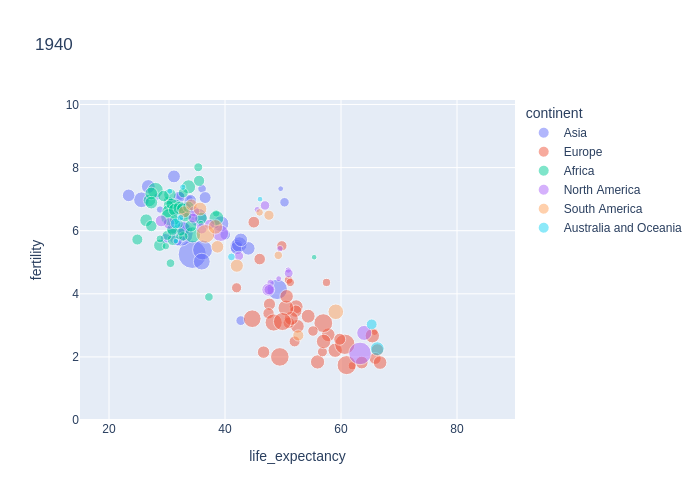 1940
continent
Asia
Europe
Africa
North America
South America
Australia and Oceania
fertility
10
8
6
4
2
0
20 40 60 80
life_expectancy